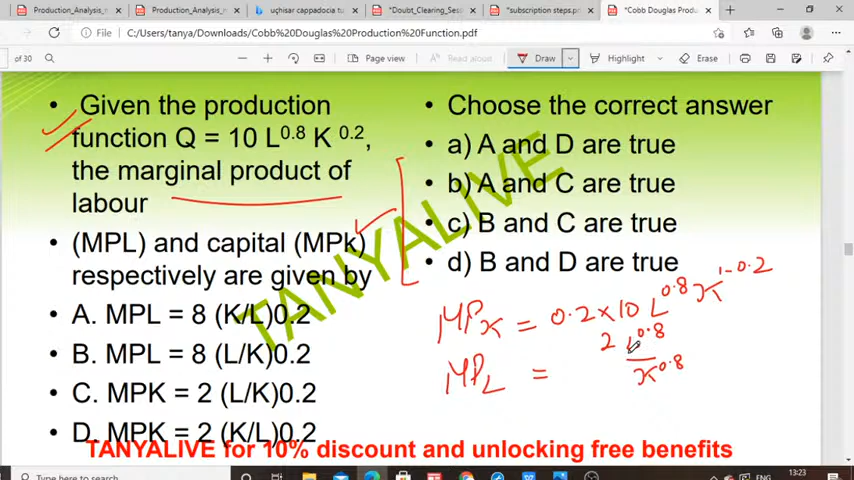 Production_Analysis_n
Production_Analysis_n
uçhisar cappadocia tu
*Doubt_Clearing_Sess
*subscription steps.pd
*Cobb Douglas Produ
File
C:/Users/tanya/Downloads/Cobb%20Douglas%20Production%20Function.pdf
of 30
Page view
Read aloud
Draw
Highlight
Erase
• Given the production
function Q = 10 L0.8 K 0.2,
the marginal product of
labour
• (MPL) and capital (MPk)
respectively are given by
• A. MPL = 8 (K/L)0.2
• B. MPL = 8 (L/K)0.2
• C. MPK = 2 (L/K)0.2
• D. MPK = 2 (K/L)0.2
• Choose the correct answer
• a) A and D are true
• b) A and C are true
• c) B and C are true
• d) B and D are true
TANYALIVE
MPK = 0.2×10 L0.8 K1-0.2
2 L0.8
MPL =
K0.8
TANYALIVE for 10% discount and unlocking free benefits
Type here to search
ENG
13:23